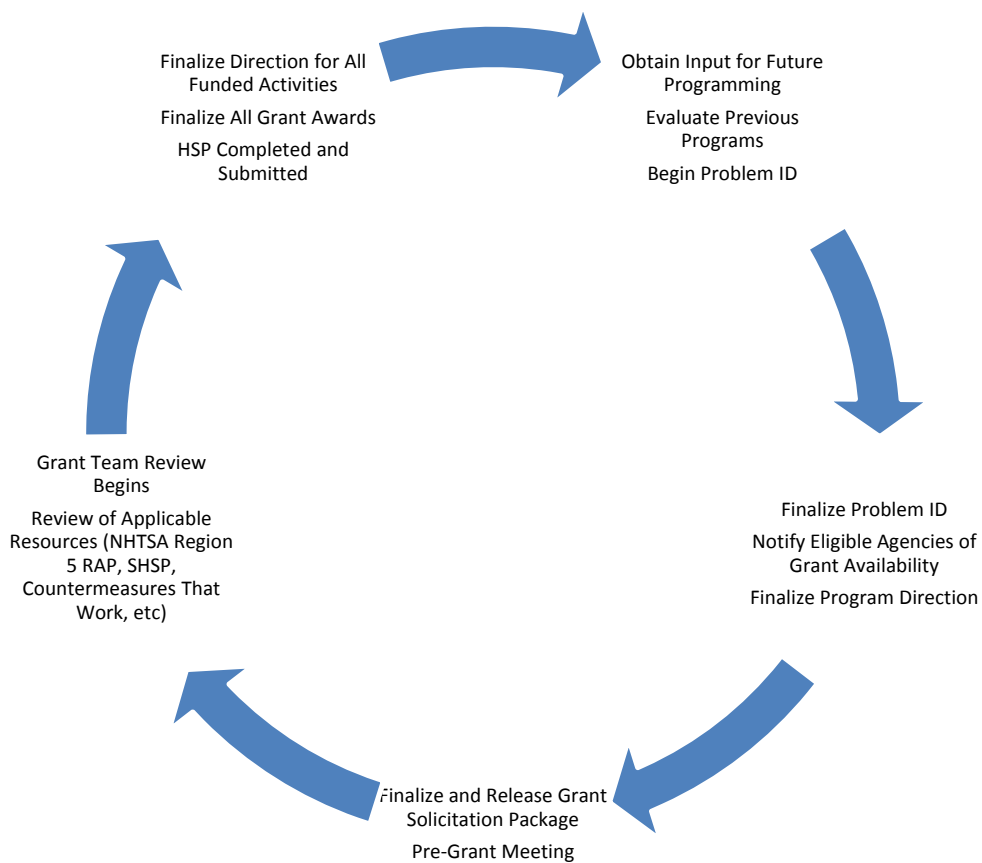 Finalize Direction for All
Funded Activities
Finalize All Grant Awards
HSP Completed and
Submitted
Obtain Input for Future
Programming
Evaluate Previous
Programs
Begin Problem ID
Finalize Problem ID
Notify Eligible Agencies of
Grant Availability
Finalize Program Direction
Finalize and Release Grant
Solicitation Package
Pre-Grant Meeting
Grant Team Review
Begins
Review of Applicable
Resources (NHTSA Region
5 RAP, SHSP,
Countermeasures That
Work, etc)